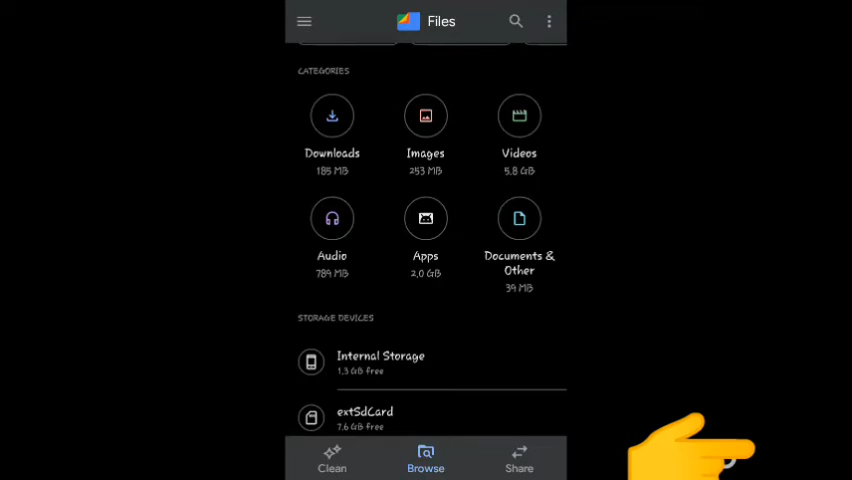 Files
CATEGORIES
Downloads
185 MB
Images
253 MB
Videos
5.8 GB
Audio
789 MB
Apps
2.0 GB
Documents &
Other
39 MB
STORAGE DEVICES
Internal Storage
1.3 GB free
extSdCard
7.6 GB free
Clean
Browse
Share